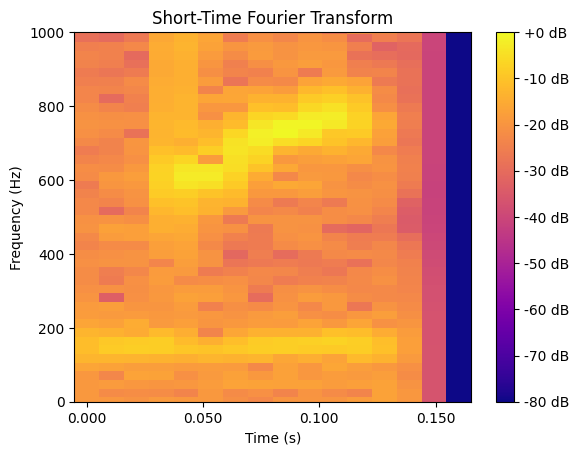 Short-Time Fourier Transform
1000
800
600
400
200
0
Frequency (Hz)
0.000
0.050
0.100
0.150
Time (s)
+0 dB
-10 dB
-20 dB
-30 dB
-40 dB
-50 dB
-60 dB
-70 dB
-80 dB